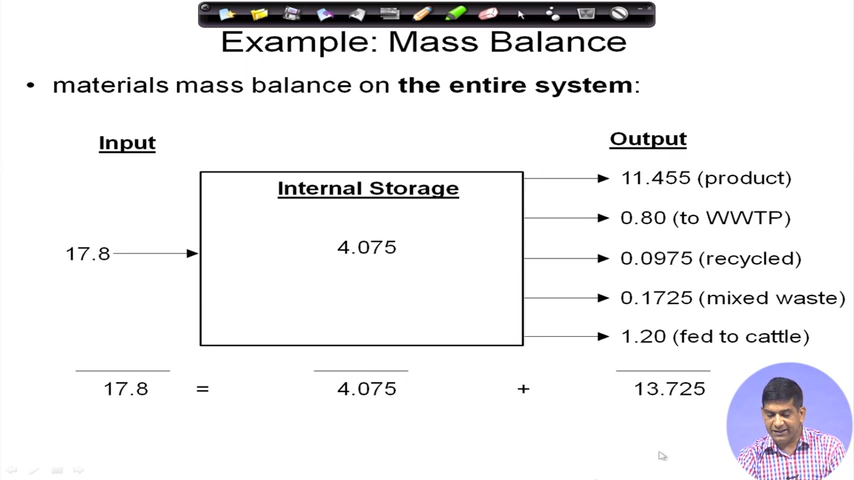 Example: Mass Balance
• materials mass balance on the entire system:
Input
Output
Internal Storage
17.8
4.075
11.455 (product)
0.80 (to WWTP)
0.0975 (recycled)
0.1725 (mixed waste)
1.20 (fed to cattle)
17.8 = 4.075 + 13.725